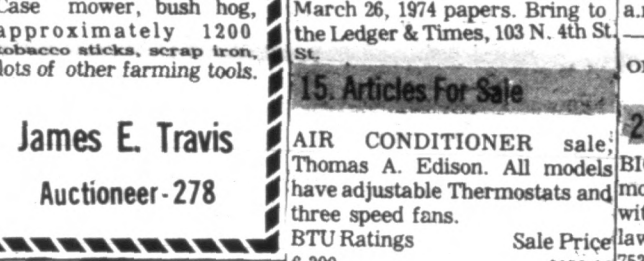 Case mower, bush hog,
approximately 1200
tobacco sticks, scrap iron,
lots of other farming tools.
James E. Travis
Auctioneer-278
March 26, 1974 papers. Bring to
the Ledger & Times, 103 N. 4th St.
St.
15. Articles For Sale
AIR CONDITIONER sale,
Thomas A. Edison. All models
have adjustable Thermostats and
three speed fans.
BTU Ratings Sale Price